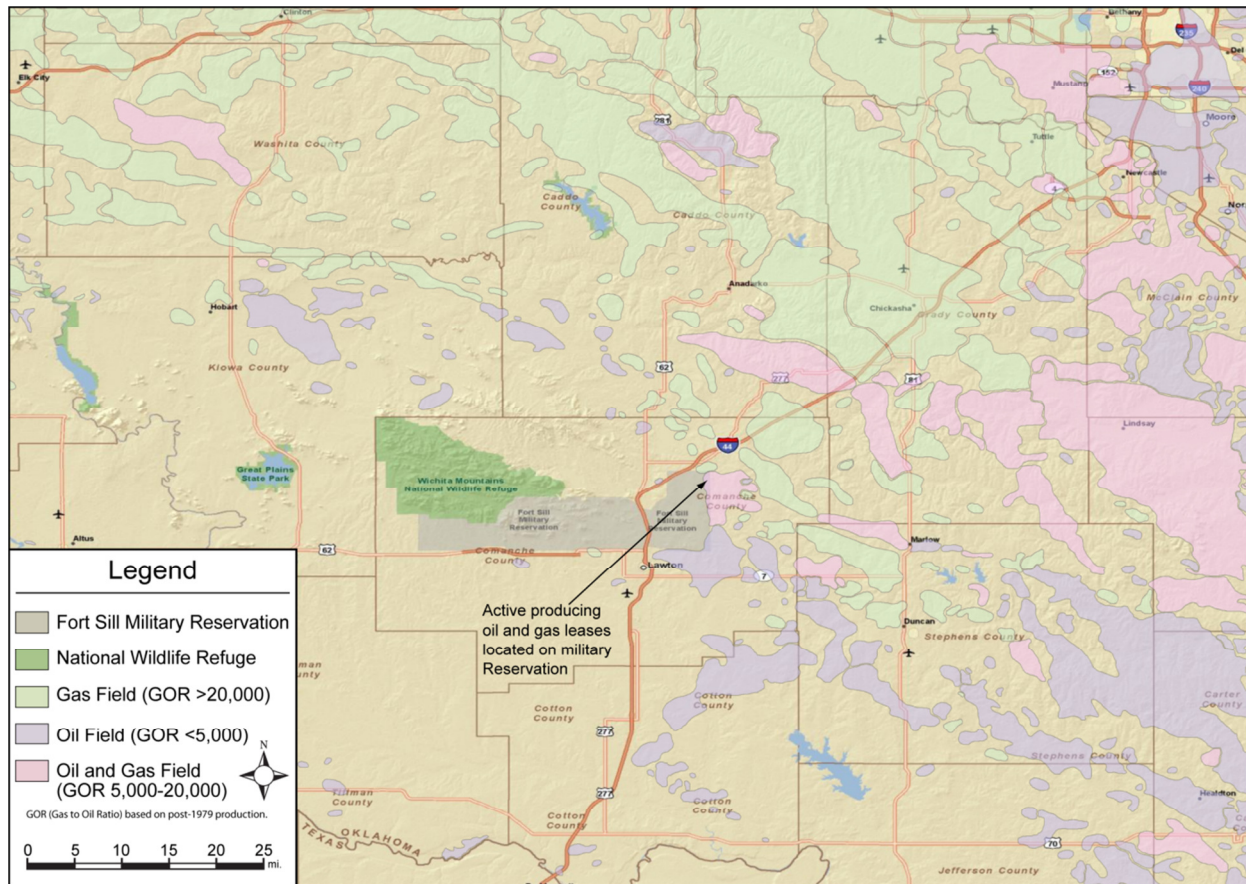 Clinton
Bethany
235
Del
Elk City
152
Mustang
240
Moore
281
Washita County
Tuttle
Newcastle
4
Caddo
County
Caddo County
Nor
Anadarko
McClain County
Hobart
Chickasha
Grady County
Kiowa County
62
277
81
Lindsay
44
Great Plains
State Park
Wichita Mountains
National Wildlife Refuge
Comanche
County
Fort Sill
Military
Reservation
Fort Sill
Military
Reservation
Altus
62
Comanche
County
Marlow
Lawton
7
Active producing
oil and gas leases
located on military
Reservation
Duncan
Stephens County
man
unty
Cotton
County
Cotton
County
Carter
County
277
Stephens County
277
Tillman
County
Cotton
County
Cotton
County
Healdton
TEXAS
OKLAHOMA
70
Jefferson County
Legend
Fort Sill Military Reservation
National Wildlife Refuge
Gas Field (GOR >20,000)
Oil Field (GOR <5,000)
Oil and Gas Field
(GOR 5,000-20,000)
N
GOR (Gas to Oil Ratio) based on post-1979 production.
0 5 10 15 20 25
mi.